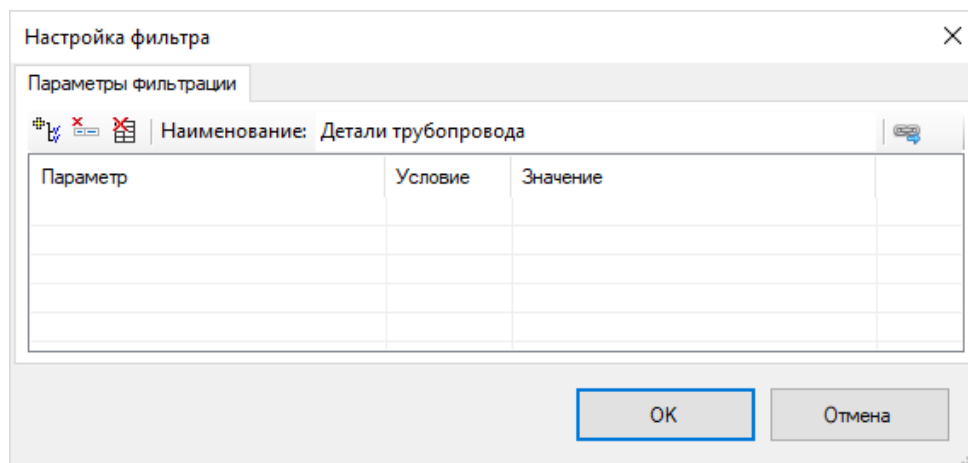 Настройка фильтра
Параметры фильтрации
Наименование: Детали трубопровода
Параметр Условие Значение
OK Отмена